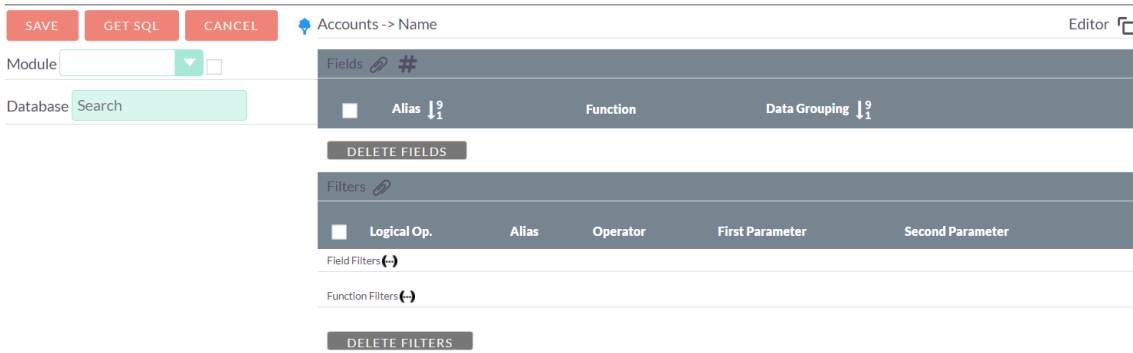 SAVE GET SQL CANCEL Accounts -> Name Editor
Module
Fields #
Database Search
Alias Function Data Grouping
DELETE FIELDS
Filters
Logical Op. Alias Operator First Parameter Second Parameter
Field Filters(...)
Function Filters(...)
DELETE FILTERS